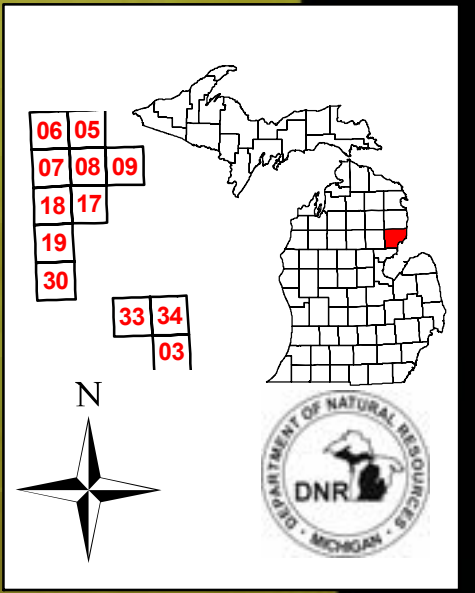 06 05
07 08 09
18 17
19
30
33 34
03
N
DEPARTMENT OF NATURAL RESOURCES
DNR
MICHIGAN